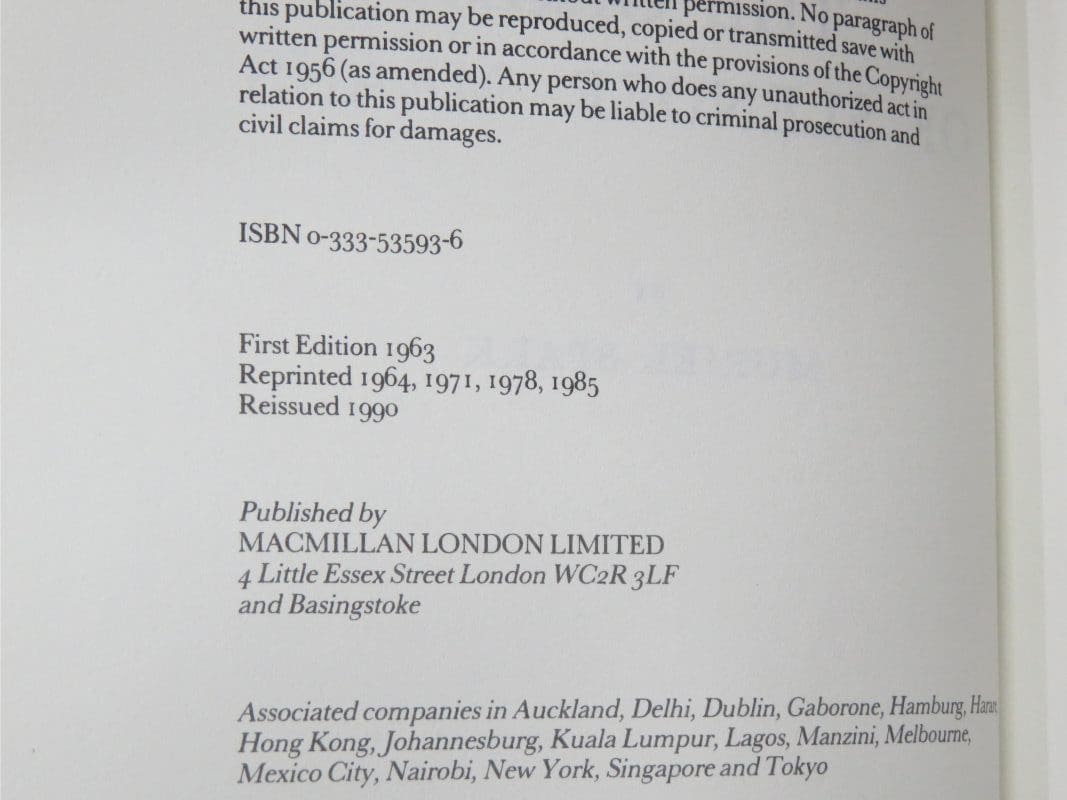 written permission. No paragraph of
this publication may be reproduced, copied or transmitted save with
written permission or in accordance with the provisions of the Copyright
Act 1956 (as amended). Any person who does any unauthorized act in
relation to this publication may be liable to criminal prosecution and
civil claims for damages.
ISBN 0-333-53593-6
First Edition 1963
Reprinted 1964, 1971, 1978, 1985
Reissued 1990
Published by
MACMILLAN LONDON LIMITED
4 Little Essex Street London WC2R 3LF
and Basingstoke
Associated companies in Auckland, Delhi, Dublin, Gaborone, Hamburg,
Hong Kong, Johannesburg, Kuala Lumpur, Lagos, Manzini, Melbourne,
Mexico City, Nairobi, New York, Singapore and Tokyo